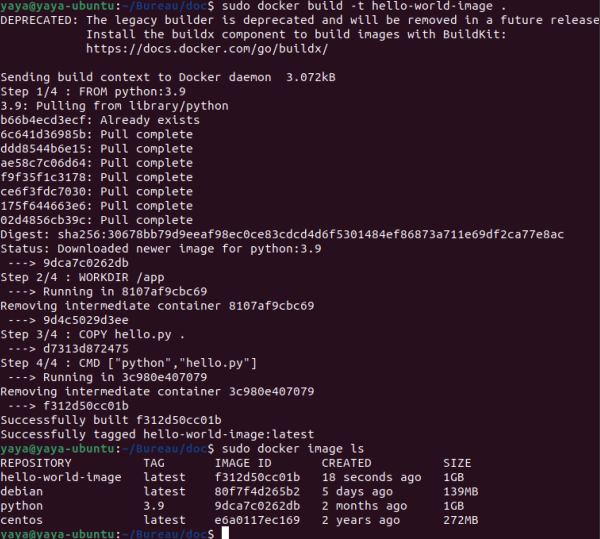 yaya@yaya-ubuntu:~/Bureau/doc$ sudo docker build -t hello-world-image .
DEPRECATED: The legacy builder is deprecated and will be removed in a future release
Install the buildx component to build images with BuildKit:
https://docs.docker.com/go/buildx/
Sending build context to Docker daemon  3.072kB
Step 1/4 : FROM python:3.9
3.9: Pulling from library/python
b66b4ecd3ecf: Already exists
6c641d36985b: Pull complete
ddd8544b6e15: Pull complete
ae58c7c06d64: Pull complete
f9f35f1c3178: Pull complete
ce6f3fdc7030: Pull complete
175f644663e6: Pull complete
02d4856cb39c: Pull complete
Digest: sha256:30678bb79d9eeaf98ec0ce83cdcd4d6f5301484ef86873a711e69df2ca77e8ac
Status: Downloaded newer image for python:3.9
---> 9dca7c0262db
Step 2/4 : WORKDIR /app
---> Running in 8107af9cbc69
Removing intermediate container 8107af9cbc69
---> 9d4c5029d3ee
Step 3/4 : COPY hello.py .
---> d7313d872475
Step 4/4 : CMD ["python","hello.py"]
---> Running in 3c980e407079
Removing intermediate container 3c980e407079
---> f312d50cc01b
Successfully built f312d50cc01b
Successfully tagged hello-world-image:latest
yaya@yaya-ubuntu:~/Bureau/doc$ sudo docker image ls
REPOSITORY          TAG       IMAGE ID       CREATED          SIZE
hello-world-image   latest    f312d50cc01b   18 seconds ago   1GB
debian              latest    80f7f4d265b2   5 days ago       139MB
python              3.9       9dca7c0262db   2 months ago     1GB
centos              latest    e6a0117ec169   2 years ago      272MB
yaya@yaya-ubuntu:~/Bureau/doc$